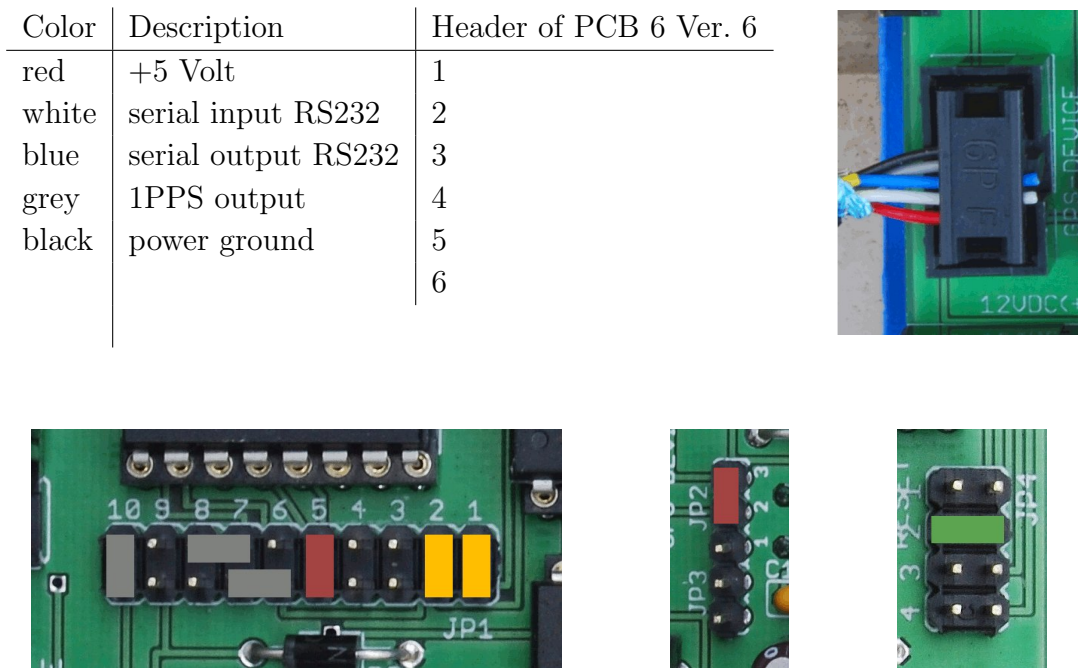 Color Description Header of PCB 6 Ver. 6
red +5 Volt 1
white serial input RS232 2
blue serial output RS232 3
grey 1PPS output 4
black power ground 5
6
GPS-DEVICE
12VDC(+
10 9 8 7 6 5 4 3 2 1
JP1
JP2
3
2
1
JP3
JP4
1
2
3
4